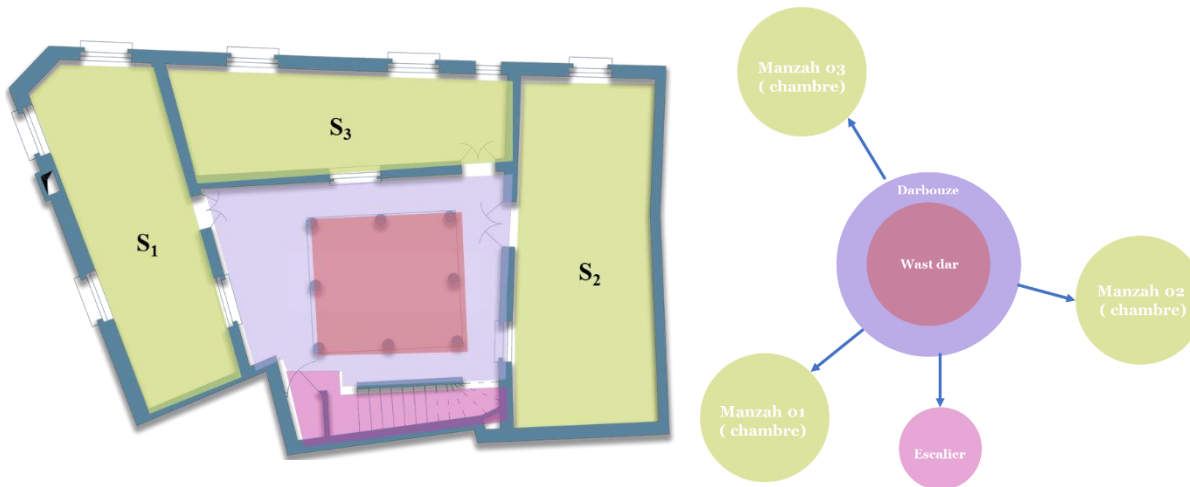 S₃
S₁
S₂
Manzah 03
( chambre)
Darbouze
Wast dar
Manzah 02
( chambre)
Manzah 01
( chambre)
Escalier